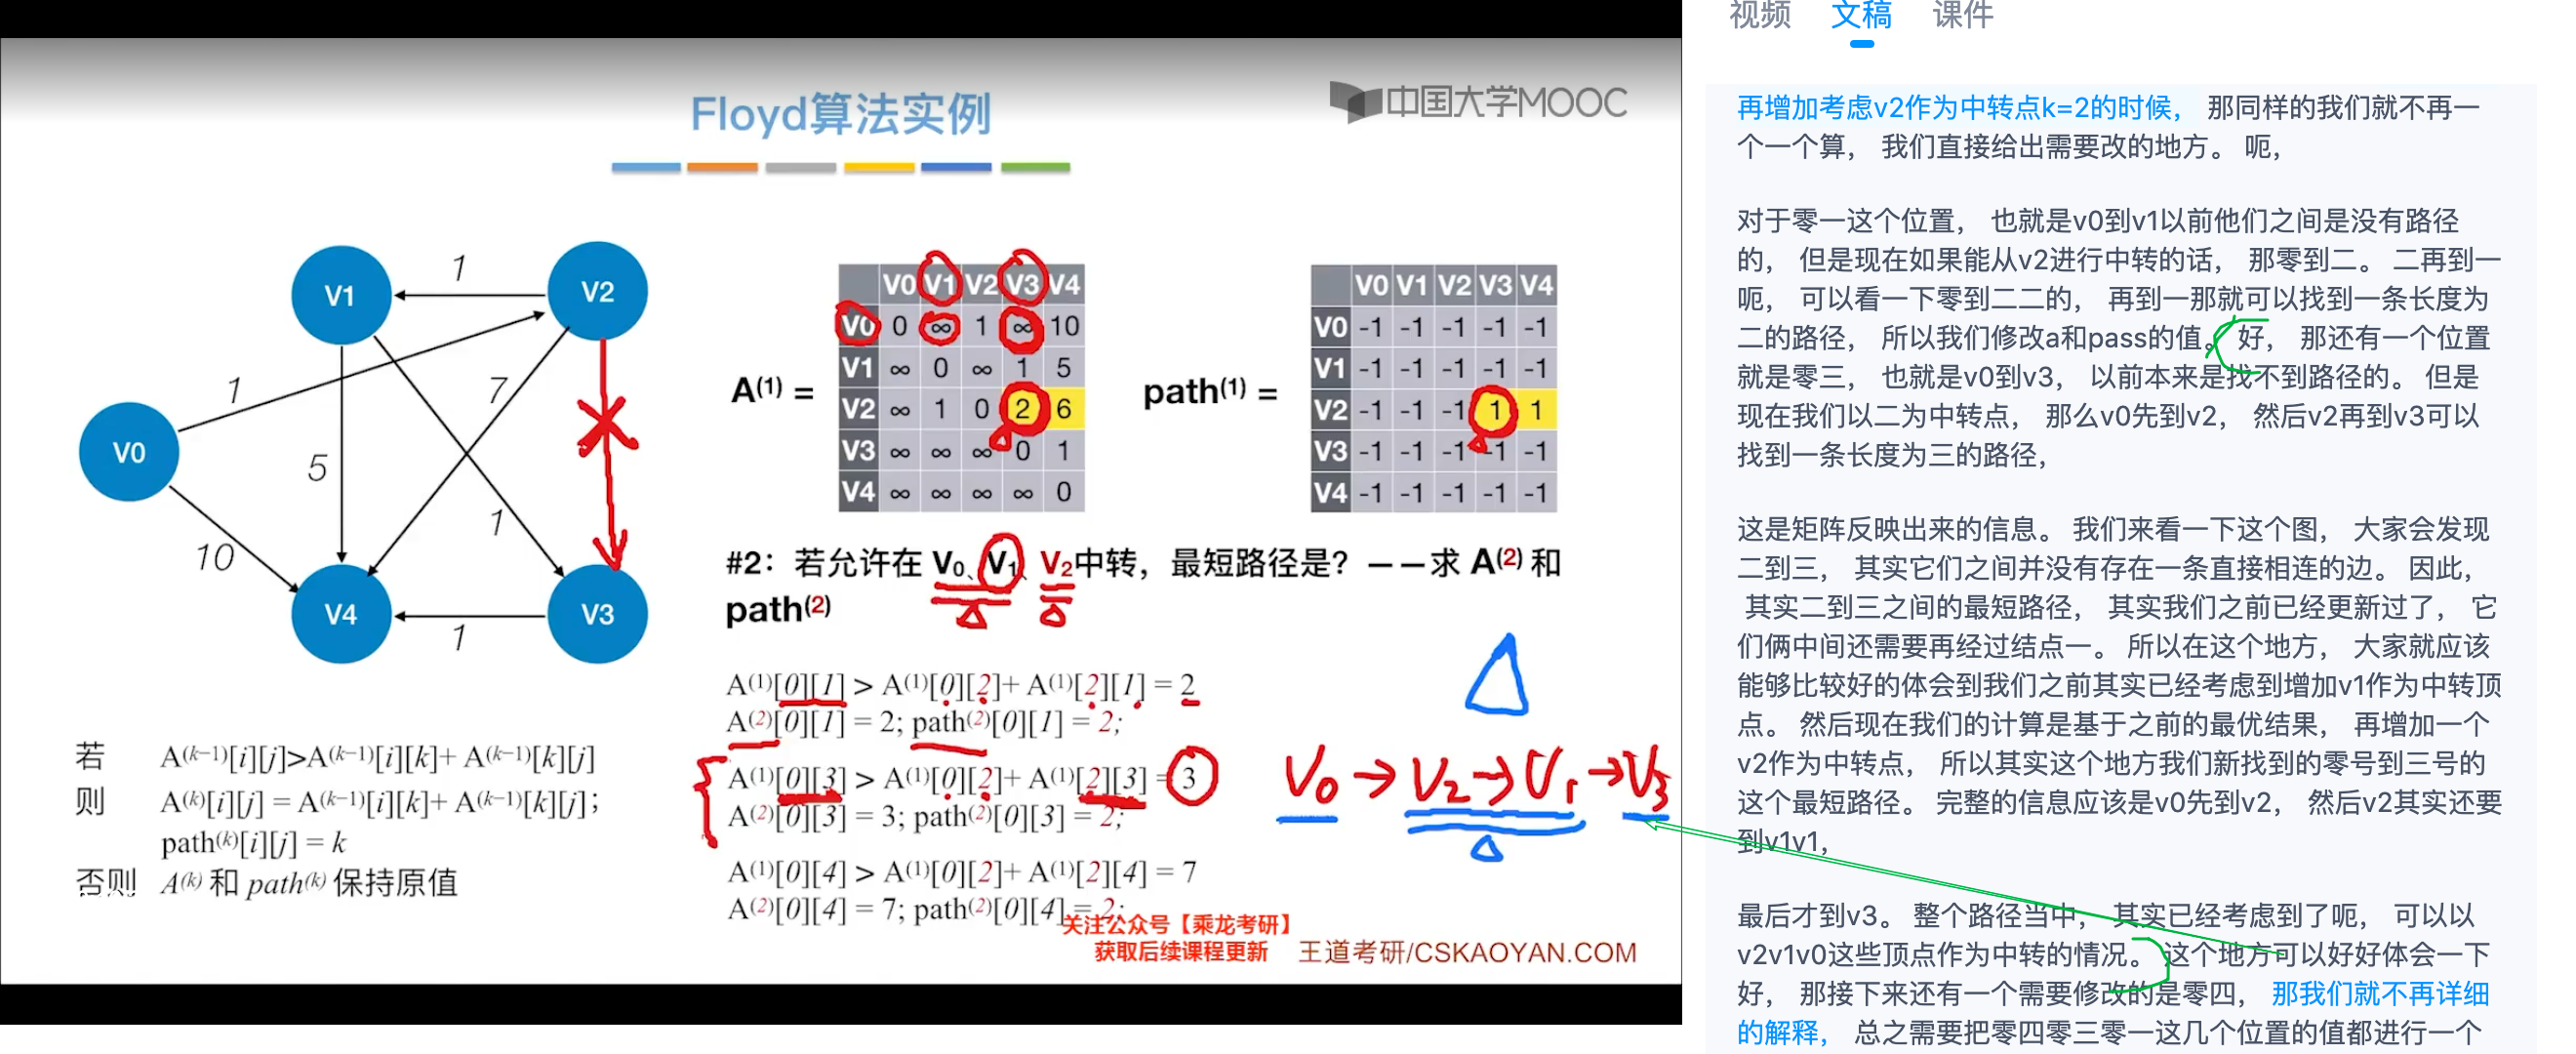 Floyd算法实例
中国大学MOOC
V1
V2
V0
V4
V3
1
1
7
5
1
10
1
A(1) =
V0 V1 V2 V3 V4
V0 0 ∞ 1 ∞ 10
V1 ∞ 0 ∞ 1 5
V2 ∞ 1 0 2 6
V3 ∞ ∞ ∞ 0 1
V4 ∞ ∞ ∞ ∞ 0
path(1) =
V0 V1 V2 V3 V4
V0 -1 -1 -1 -1 -1
V1 -1 -1 -1 -1 -1
V2 -1 -1 -1 1 1
V3 -1 -1 -1 -1 -1
V4 -1 -1 -1 -1 -1
#2：若允许在 V0、V1、V2中转，最短路径是？——求 A(2) 和
path(2)
A(1)[0][1] > A(1)[0][2]+ A(1)[2][1] = 2
A(2)[0][1] = 2; path(2)[0][1] = 2;
A(1)[0][3] > A(1)[0][2]+ A(1)[2][3] = 3
A(2)[0][3] = 3; path(2)[0][3] = 2;
A(1)[0][4] > A(1)[0][2]+ A(1)[2][4] = 7
A(2)[0][4] = 7; path(2)[0][4] = 2;
V0→V2→V1→V3
若 A(k−1)[i][j]>A(k−1)[i][k]+ A(k−1)[k][j]
则 A(k)[i][j] = A(k−1)[i][k]+ A(k−1)[k][j];
path(k)[i][j] = k
否则 A(k) 和 path(k) 保持原值
关注公众号【乘龙考研】
获取后续课程更新
王道考研/CSKAOYAN.COM
视频 文稿 课件
再增加考虑v2作为中转点k=2的时候， 那同样的我们就不再一
个一个算， 我们直接给出需要改的地方。 呃，
对于零一这个位置， 也就是v0到v1以前他们之间是没有路径
的， 但是现在如果能从v2进行中转的话， 那零到二。 二再到一
呃， 可以看一下零到二二的， 再到一那就可以找到一条长度为
二的路径， 所以我们修改a和pass的值。 好， 那还有一个位置
就是零三， 也就是v0到v3， 以前本来是找不到路径的。 但是
现在我们以二为中转点， 那么v0先到v2， 然后v2再到v3可以
找到一条长度为三的路径，
这是矩阵反映出来的信息。 我们来看一下这个图， 大家会发现
二到三， 其实它们之间并没有存在一条直接相连的边。 因此，
其实二到三之间的最短路径， 其实我们之前已经更新过了， 它
们俩中间还需要再经过结点一。 所以在这个地方， 大家就应该
能够比较好的体会到我们之前其实已经考虑到增加v1作为中转顶
点。 然后现在我们的计算是基于之前的最优结果， 再增加一个
v2作为中转点， 所以其实这个地方我们新找到的零号到三号的
这个最短路径。 完整的信息应该是v0先到v2， 然后v2其实还要
到v1v1，
最后才到v3。 整个路径当中， 其实已经考虑到了呃， 可以以
v2v1v0这些顶点作为中转的情况。 这个地方可以好好体会一下
好， 那接下来还有一个需要修改的是零四， 那我们就不再详细
的解释， 总之需要把零四零三零一这几个位置的值都进行一个